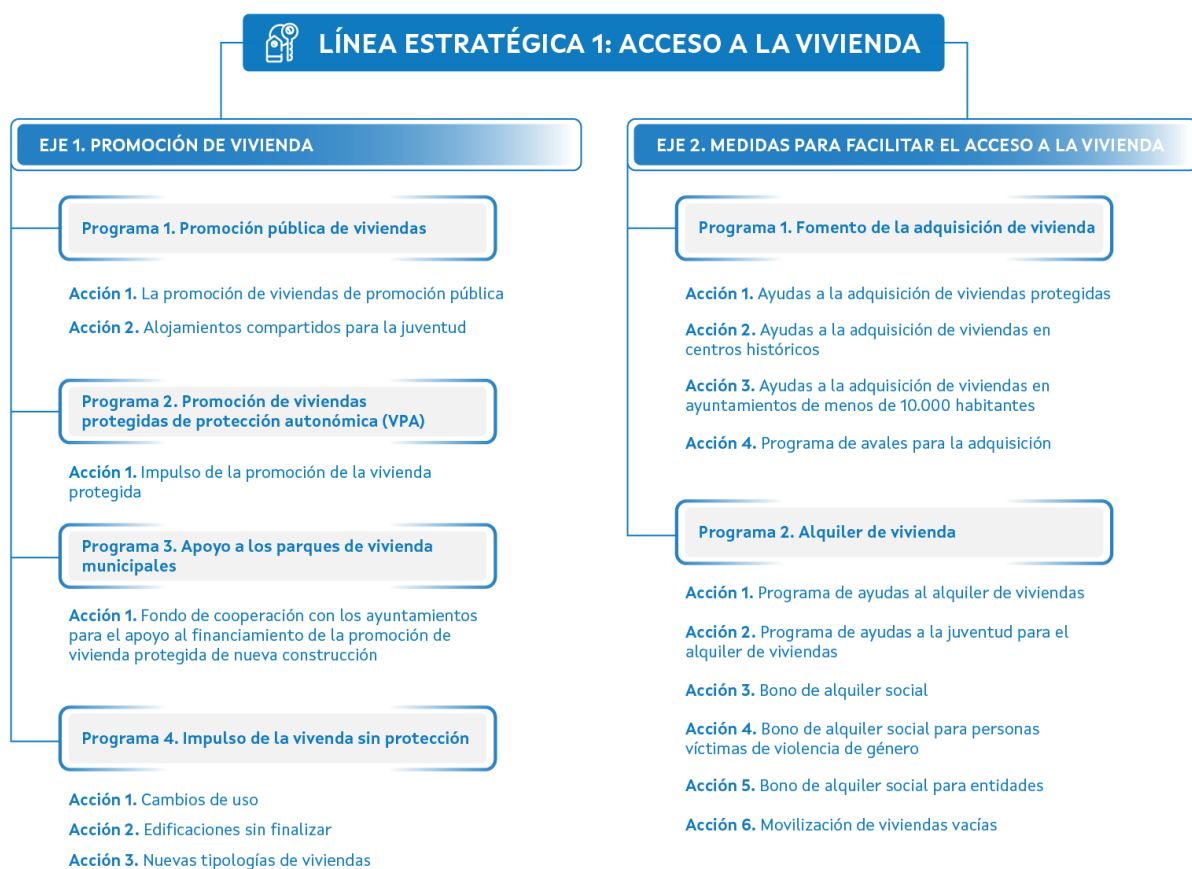 LÍNEA ESTRATÉGICA 1: ACCESO A LA VIVIENDA
EJE 1. PROMOCIÓN DE VIVIENDA
Programa 1. Promoción pública de viviendas
Acción 1. La promoción de viviendas de promoción pública
Acción 2. Alojamientos compartidos para la juventud
Programa 2. Promoción de viviendas
protegidas de protección autonómica (VPA)
Acción 1. Impulso de la promoción de la vivienda
protegida
Programa 3. Apoyo a los parques de vivienda
municipales
Acción 1. Fondo de cooperación con los ayuntamientos
para el apoyo al financiamiento de la promoción de
vivienda protegida de nueva construcción
Programa 4. Impulso de la vivenda sin protección
Acción 1. Cambios de uso
Acción 2. Edificaciones sin finalizar
Acción 3. Nuevas tipologías de viviendas
EJE 2. MEDIDAS PARA FACILITAR EL ACCESO A LA VIVIENDA
Programa 1. Fomento de la adquisición de vivienda
Acción 1. Ayudas a la adquisición de viviendas protegidas
Acción 2. Ayudas a la adquisición de viviendas en
centros históricos
Acción 3. Ayudas a la adquisición de viviendas en
ayuntamientos de menos de 10.000 habitantes
Acción 4. Programa de avales para la adquisición
Programa 2. Alquiler de vivienda
Acción 1. Programa de ayudas al alquiler de viviendas
Acción 2. Programa de ayudas a la juventud para el
alquiler de viviendas
Acción 3. Bono de alquiler social
Acción 4. Bono de alquiler social para personas
víctimas de violencia de género
Acción 5. Bono de alquiler social para entidades
Acción 6. Movilización de viviendas vacías